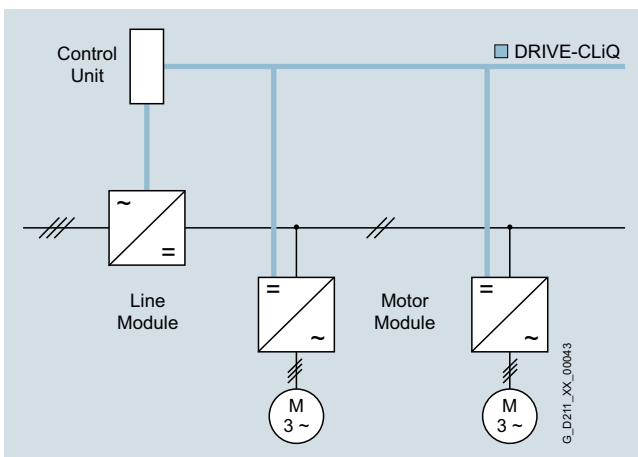 Control
Unit
DRIVE-CLiQ
~
=
Line
Module
=
~
Motor
Module
=
~
M
3 ~
M
3 ~
G_D211_XX_00043